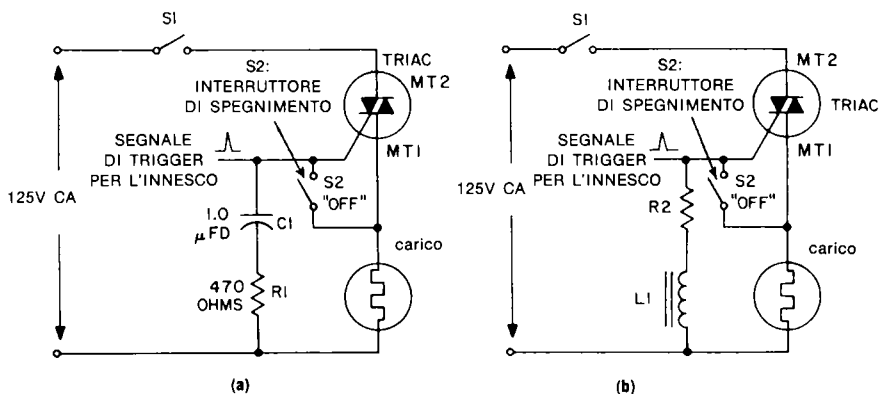 S1
TRIAC
MT2
S2:
INTERRUTTORE
DI SPEGNIMENTO
SEGNALE
DI TRIGGER
PER L'INNESCO
MT1
S2
"OFF"
125V CA
1.0
μFD
C1
carico
470
OHMS
R1
(a)
S1
MT2
S2:
INTERRUTTORE
DI SPEGNIMENTO
TRIAC
SEGNALE
DI TRIGGER
PER L'INNESCO
MT1
S2
"OFF"
125V CA
R2
carico
L1
(b)